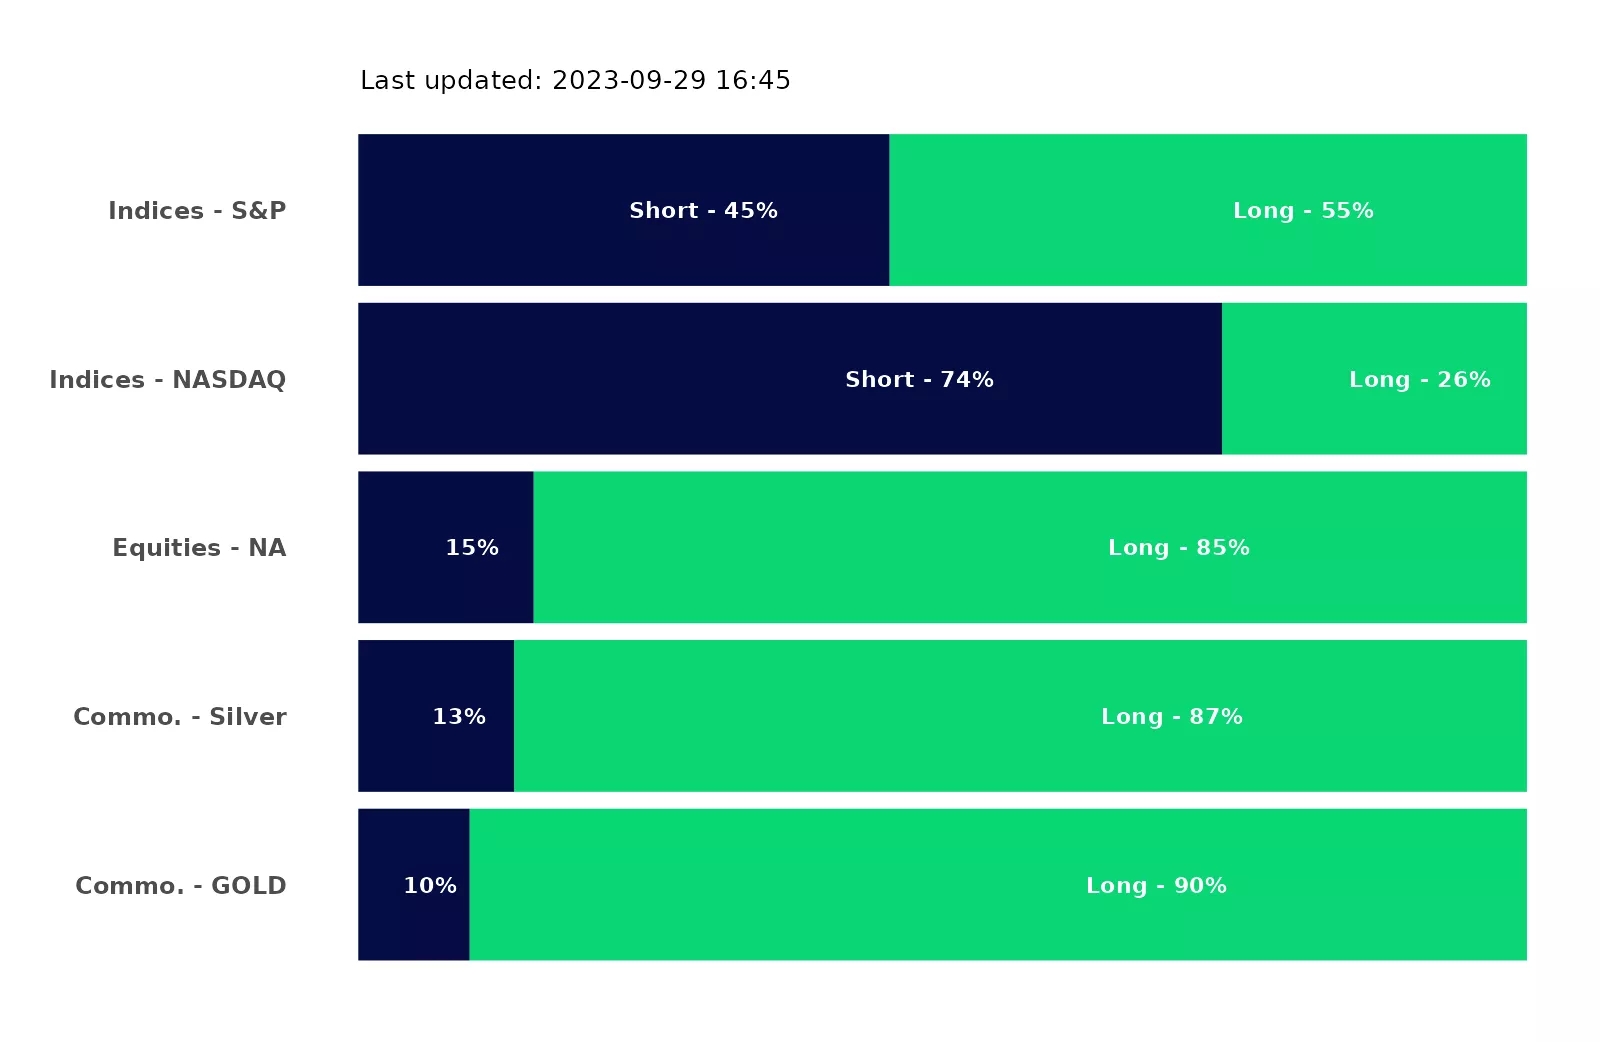 Last updated: 2023-09-29 16:45
Indices - S&P Short - 45% Long - 55%
Indices - NASDAQ Short - 74% Long - 26%
Equities - NA 15% Long - 85%
Commo. - Silver 13% Long - 87%
Commo. - GOLD 10% Long - 90%